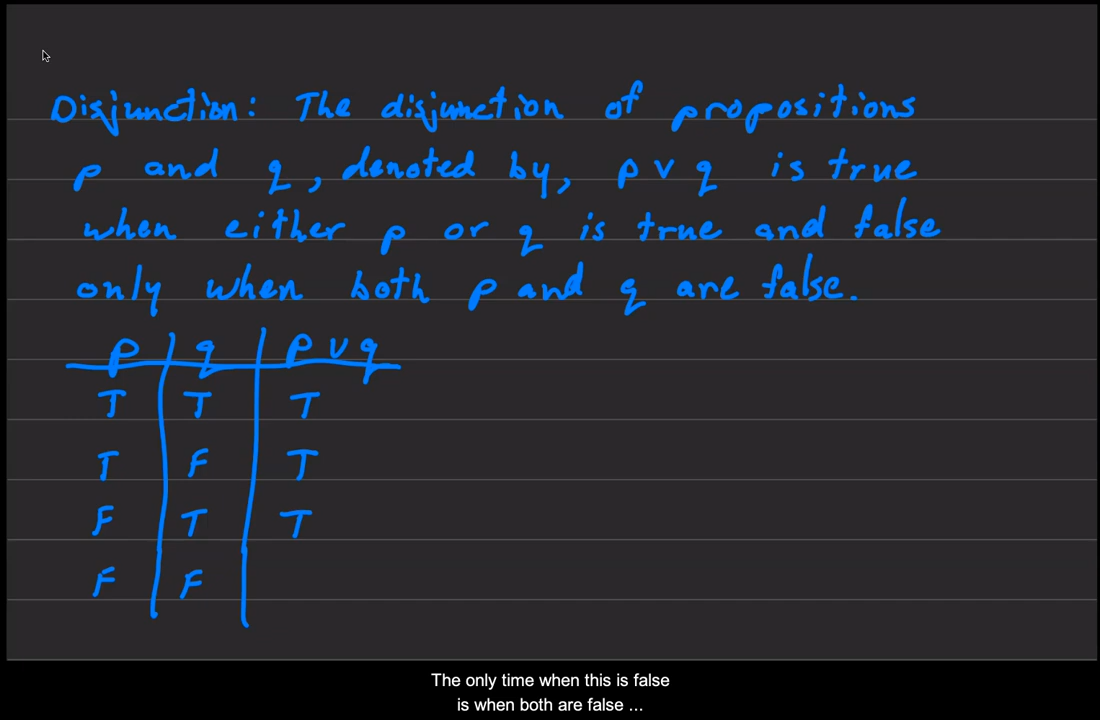 Disjunction: The disjunction of propositions
p and q, denoted by, p v q is true
when either p or q is true and false
only when both p and q are false.
p | q | p v q
T | T | T
T | F | T
F | T | T
F | F |
The only time when this is false
is when both are false ...